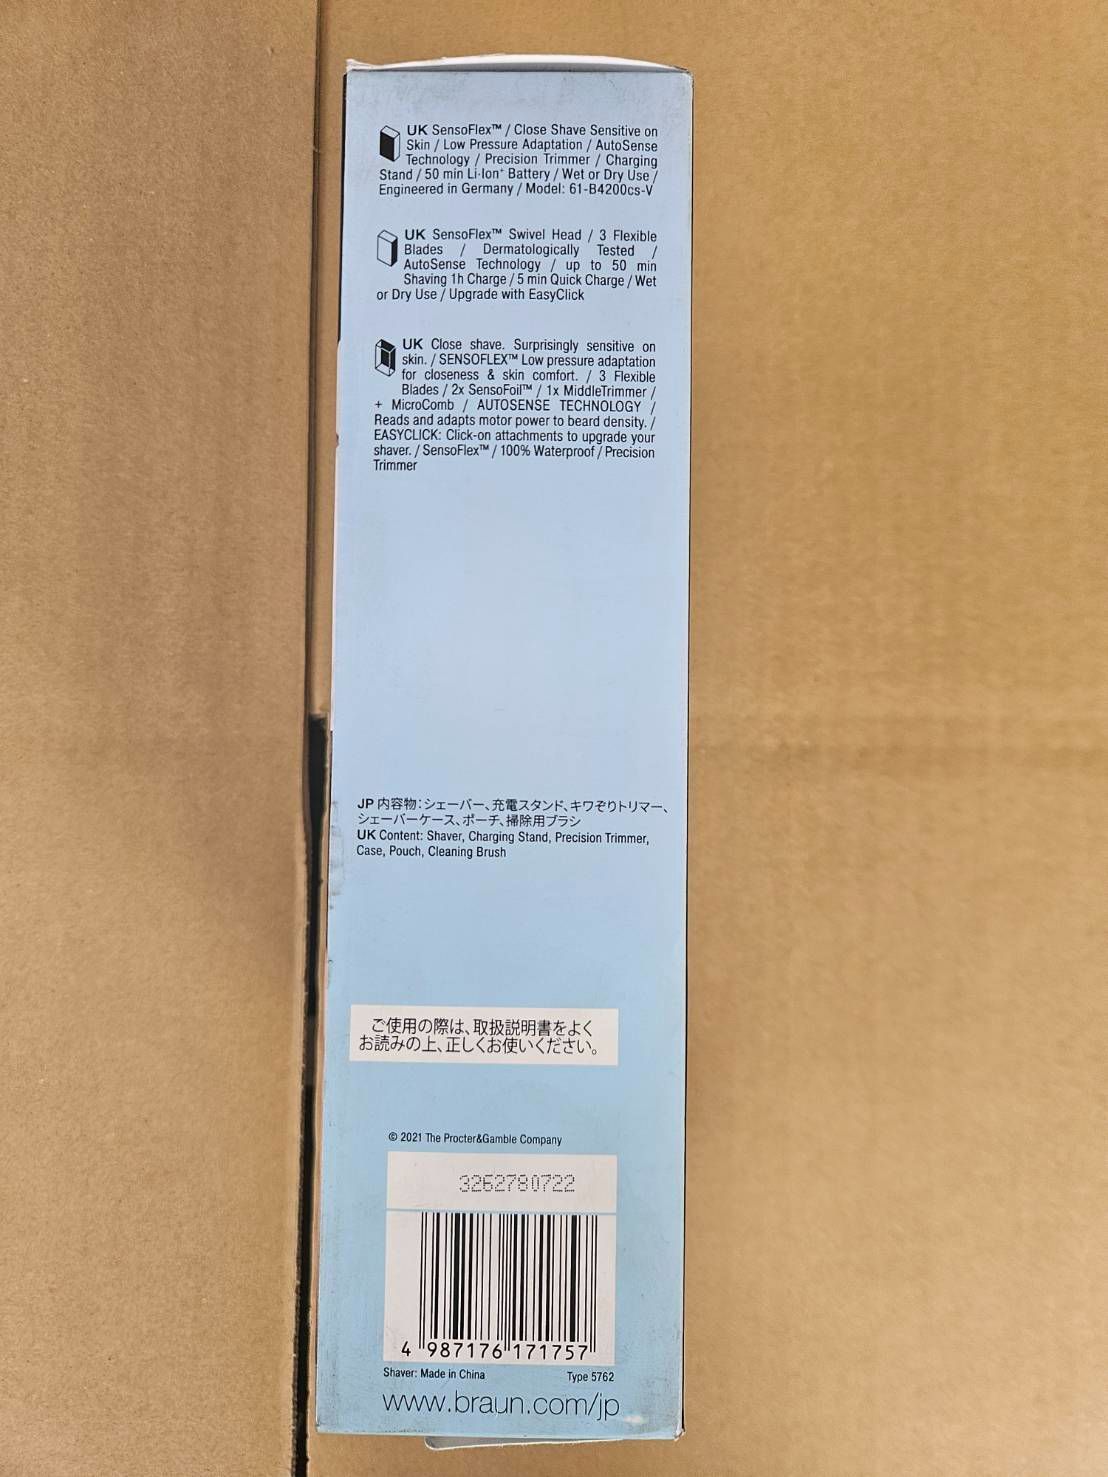 UK SensoFlex™ / Close Shave Sensitive on
Skin / Low Pressure Adaptation / AutoSense
Technology / Precision Trimmer / Charging
Stand / 50 min Li-Ion⁺ Battery / Wet or Dry Use /
Engineered in Germany / Model: 61-B4200cs-V
UK SensoFlex™ Swivel Head / 3 Flexible
Blades / Dermatologically Tested /
AutoSense Technology / up to 50 min
Shaving 1h Charge / 5 min Quick Charge / Wet
or Dry Use / Upgrade with EasyClick
UK Close shave. Surprisingly sensitive on
skin. / SENSOFLEX™ Low pressure adaptation
for closeness & skin comfort. / 3 Flexible
Blades / 2x SensoFoil™ / 1x MiddleTrimmer /
+ MicroComb / AUTOSENSE TECHNOLOGY /
Reads and adapts motor power to beard density. /
EASYCLICK: Click-on attachments to upgrade your
shaver. / SensoFlex™ / 100% Waterproof / Precision
Trimmer
JP 内容物：シェーバー、充電スタンド、キワぞりトリマー、
シェーバーケース、ポーチ、掃除用ブラシ
UK Content: Shaver, Charging Stand, Precision Trimmer,
Case, Pouch, Cleaning Brush
ご使用の際は、取扱説明書をよく
お読みの上、正しくお使いください。
© 2021 The Procter&Gamble Company
3262780722
4 987176 171757
Shaver: Made in China Type 5762
www.braun.com/jp